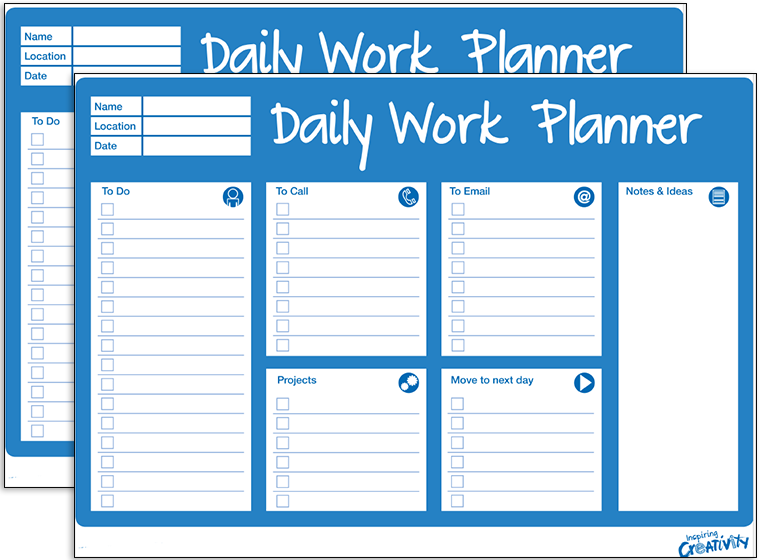 Name
Location
Date
Daily Work Planner
To Do
Name
Location
Date
Daily Work Planner
To Do
To Call
To Email
@
Notes & Ideas
Projects
Move to next day
Inspiring
Creativity